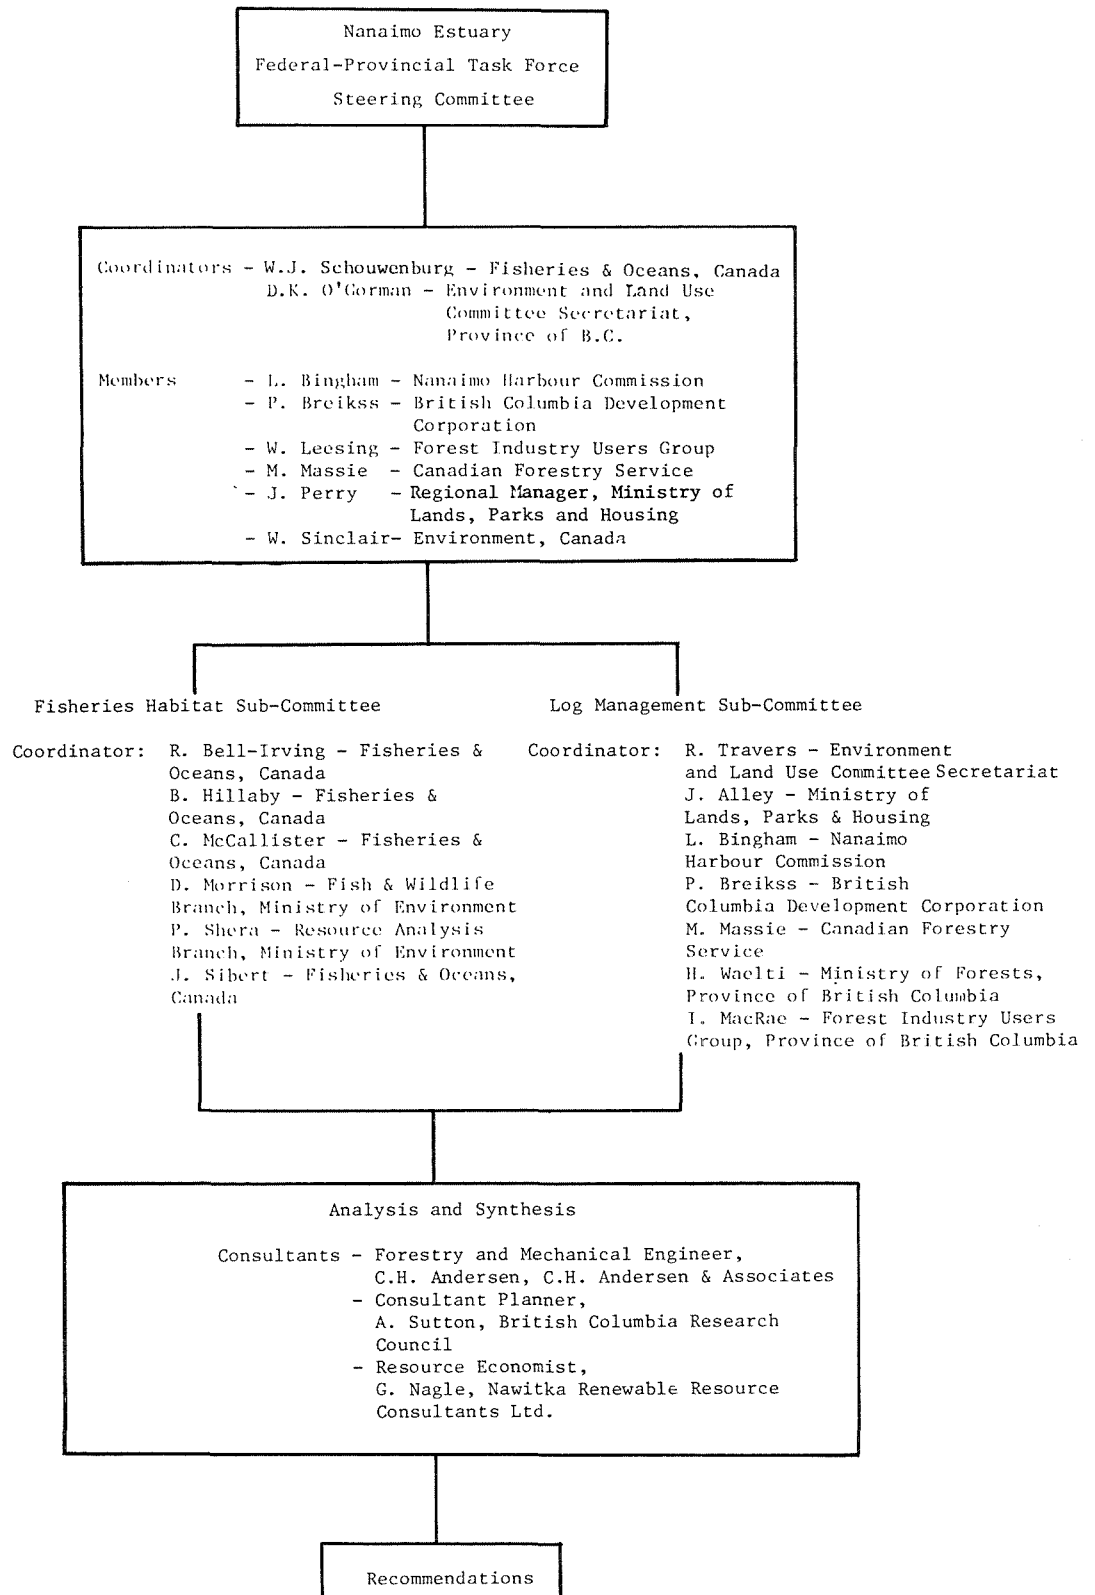 Nanaimo Estuary
Federal-Provincial Task Force
Steering Committee
Coordinators - W.J. Schouwenburg - Fisheries & Oceans, Canada
D.K. O'Gorman - Environment and Land Use
Committee Secretariat,
Province of B.C.
Members - L. Bingham - Nanaimo Harbour Commission
- P. Breikss - British Columbia Development
Corporation
- W. Leesing - Forest Industry Users Group
- M. Massie - Canadian Forestry Service
- J. Perry - Regional Manager, Ministry of
Lands, Parks and Housing
- W. Sinclair- Environment, Canada
Fisheries Habitat Sub-Committee
Coordinator: R. Bell-Irving - Fisheries &
Oceans, Canada
B. Hillaby - Fisheries &
Oceans, Canada
C. McCallister - Fisheries &
Oceans, Canada
D. Morrison - Fish & Wildlife
Branch, Ministry of Environment
P. Shera - Resource Analysis
Branch, Ministry of Environment
J. Sibert - Fisheries & Oceans,
Canada
Log Management Sub-Committee
Coordinator: R. Travers - Environment
and Land Use Committee Secretariat
J. Alley - Ministry of
Lands, Parks & Housing
L. Bingham - Nanaimo
Harbour Commission
P. Breikss - British
Columbia Development Corporation
M. Massie - Canadian Forestry
Service
H. Waelti - Ministry of Forests,
Province of British Columbia
I. MacRae - Forest Industry Users
Group, Province of British Columbia
Analysis and Synthesis
Consultants - Forestry and Mechanical Engineer,
C.H. Andersen, C.H. Andersen & Associates
- Consultant Planner,
A. Sutton, British Columbia Research
Council
- Resource Economist,
G. Nagle, Nawitka Renewable Resource
Consultants Ltd.
Recommendations